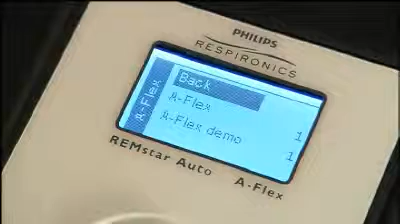 PHILIPS
RESPIRONICS
A-Flex
Back
A-Flex 1
A-Flex demo 1
REMstar Auto A-Flex